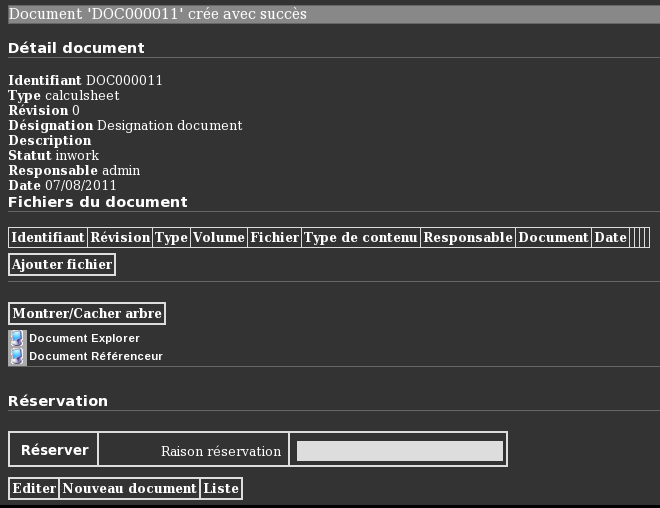 Document 'DOC000011' crée avec succès
Détail document
Identifiant DOC000011
Type calculsheet
Révision 0
Désignation Designation document
Description
Statut inwork
Responsable admin
Date 07/08/2011
Fichiers du document
Identifiant Révision Type Volume Fichier Type de contenu Responsable Document Date
Ajouter fichier
Montrer/Cacher arbre
Document Explorer
Document Référenceur
Réservation
Réserver Raison réservation
Editer Nouveau document Liste